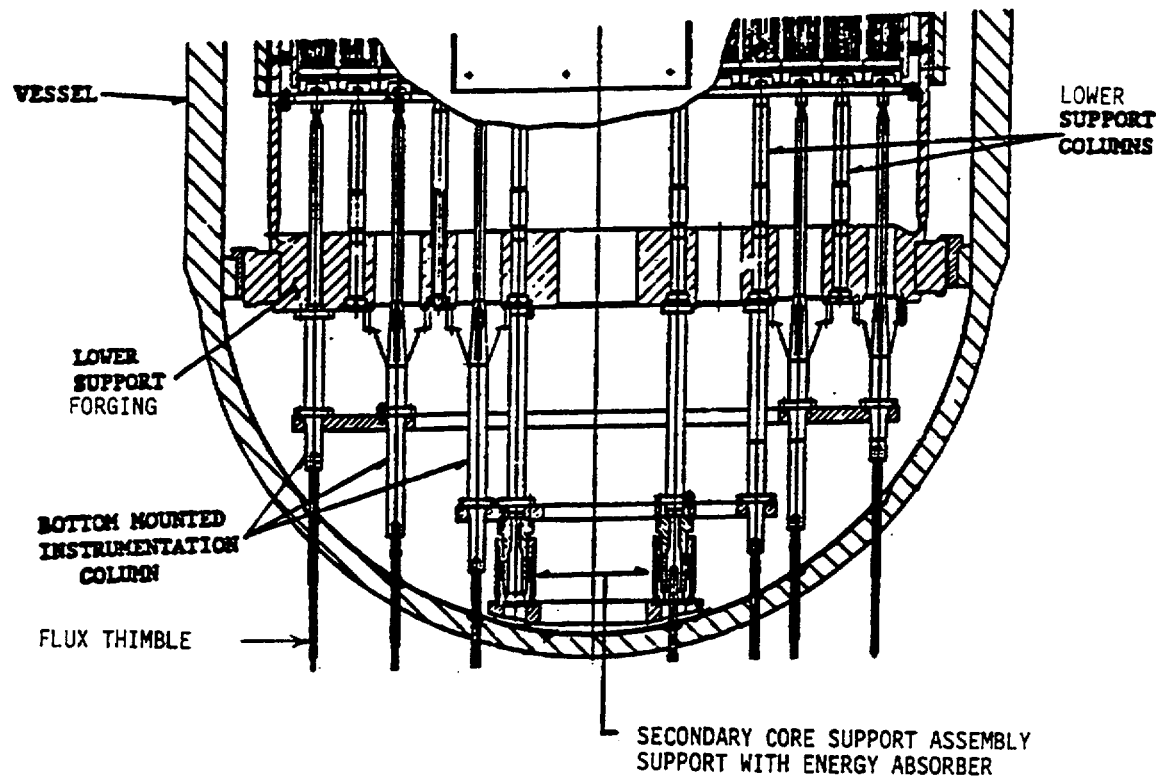 VESSEL
LOWER
SUPPORT
COLUMNS
LOWER
SUPPORT
FORGING
BOTTOM MOUNTED
INSTRUMENTATION
COLUMN
FLUX THIMBLE
SECONDARY CORE SUPPORT ASSEMBLY
SUPPORT WITH ENERGY ABSORBER